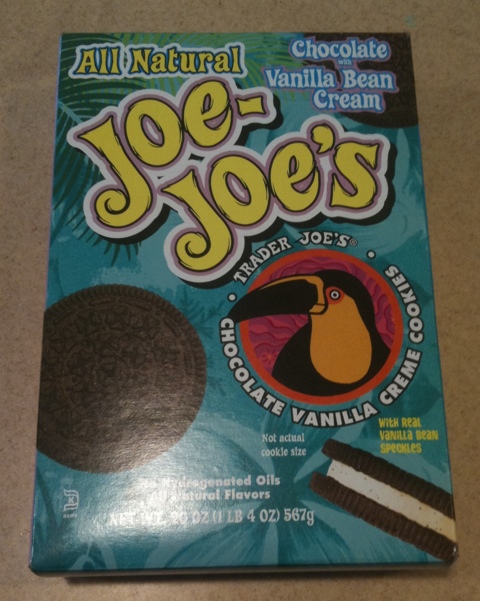 All Natural
Chocolate
with
Vanilla Bean
Cream
Joe-
Joe's
TRADER JOE'S®
CHOCOLATE VANILLA CREME COOKIES
With Real
Vanilla Bean
Speckles
Not actual
cookie size
No Hydrogenated Oils
All Natural Flavors
NET WT. 20 OZ (1 LB 4 OZ) 567g